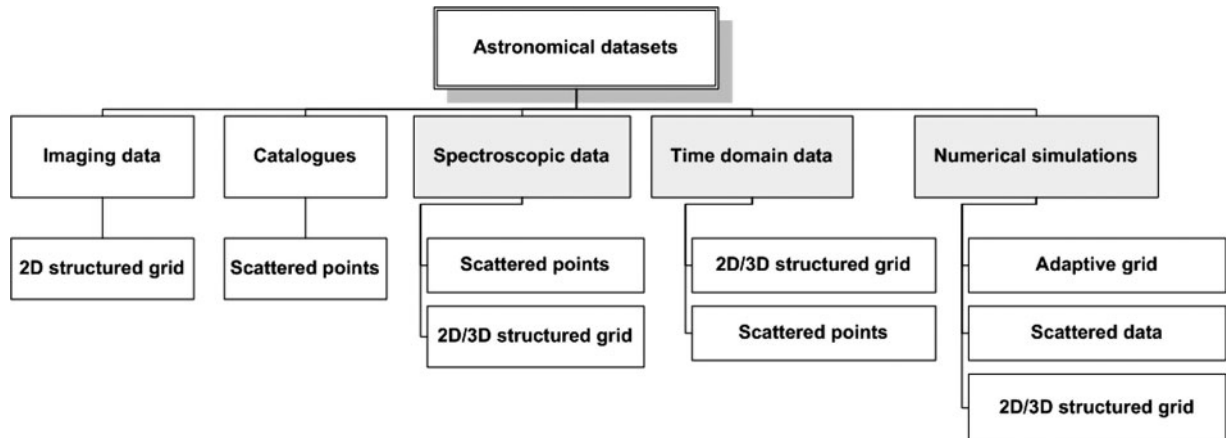 Astronomical datasets
Imaging data
Catalogues
Spectroscopic data
Time domain data
Numerical simulations
2D structured grid
Scattered points
Scattered points
2D/3D structured grid
2D/3D structured grid
Scattered points
Adaptive grid
Scattered data
2D/3D structured grid